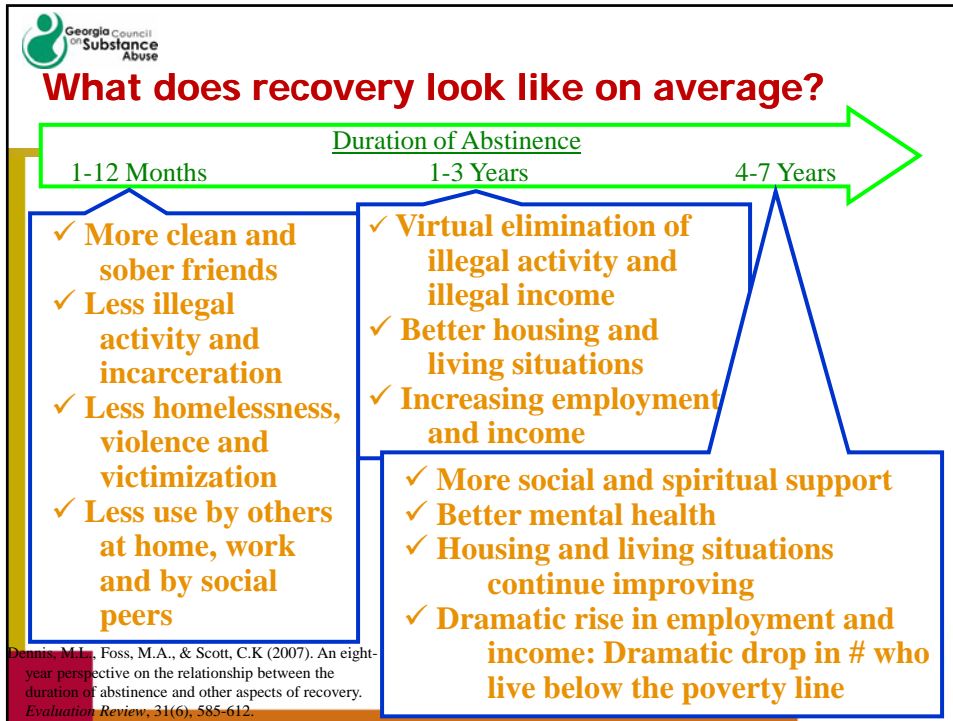 Georgia Council
on Substance
Abuse
What does recovery look like on average?
Duration of Abstinence
1-12 Months 1-3 Years 4-7 Years
✓ More clean and
sober friends
✓ Less illegal
activity and
incarceration
✓ Less homelessness,
violence and
victimization
✓ Less use by others
at home, work
and by social
peers
✓ Virtual elimination of
illegal activity and
illegal income
✓ Better housing and
living situations
✓ Increasing employment
and income
✓ More social and spiritual support
✓ Better mental health
✓ Housing and living situations
continue improving
✓ Dramatic rise in employment and
income: Dramatic drop in # who
live below the poverty line
Dennis, M.L., Foss, M.A., & Scott, C.K (2007). An eight-
year perspective on the relationship between the
duration of abstinence and other aspects of recovery.
Evaluation Review, 31(6), 585-612.